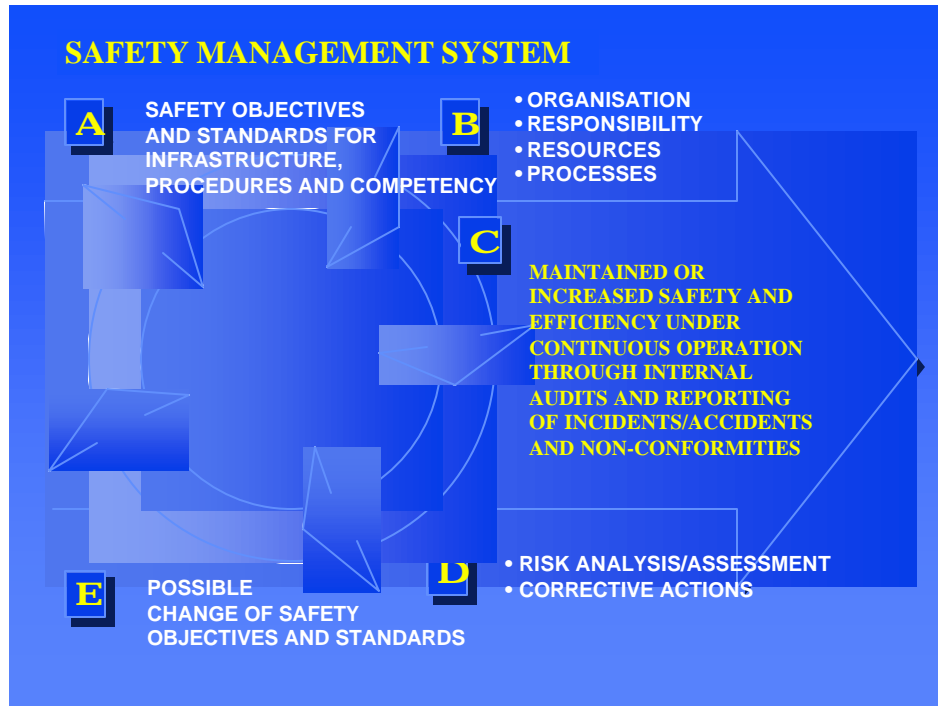 SAFETY MANAGEMENT SYSTEM
A
SAFETY OBJECTIVES
AND STANDARDS FOR
INFRASTRUCTURE,
PROCEDURES AND COMPETENCY
B
• ORGANISATION
• RESPONSIBILITY
• RESOURCES
• PROCESSES
C
MAINTAINED OR
INCREASED SAFETY AND
EFFICIENCY UNDER
CONTINUOUS OPERATION
THROUGH INTERNAL
AUDITS AND REPORTING
OF INCIDENTS/ACCIDENTS
AND NON-CONFORMITIES
D
• RISK ANALYSIS/ASSESSMENT
• CORRECTIVE ACTIONS
E
POSSIBLE
CHANGE OF SAFETY
OBJECTIVES AND STANDARDS